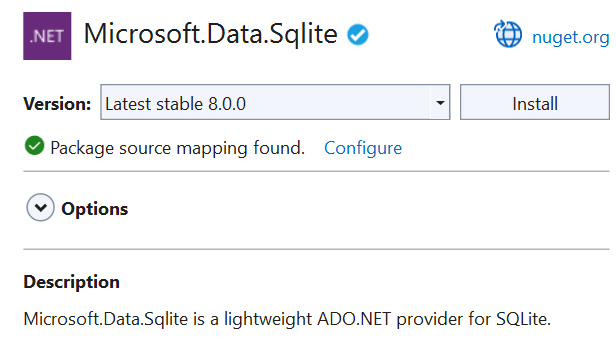 .NET Microsoft.Data.Sqlite nuget.org
Version: Latest stable 8.0.0 Install
Package source mapping found. Configure
Options
Description
Microsoft.Data.Sqlite is a lightweight ADO.NET provider for SQLite.